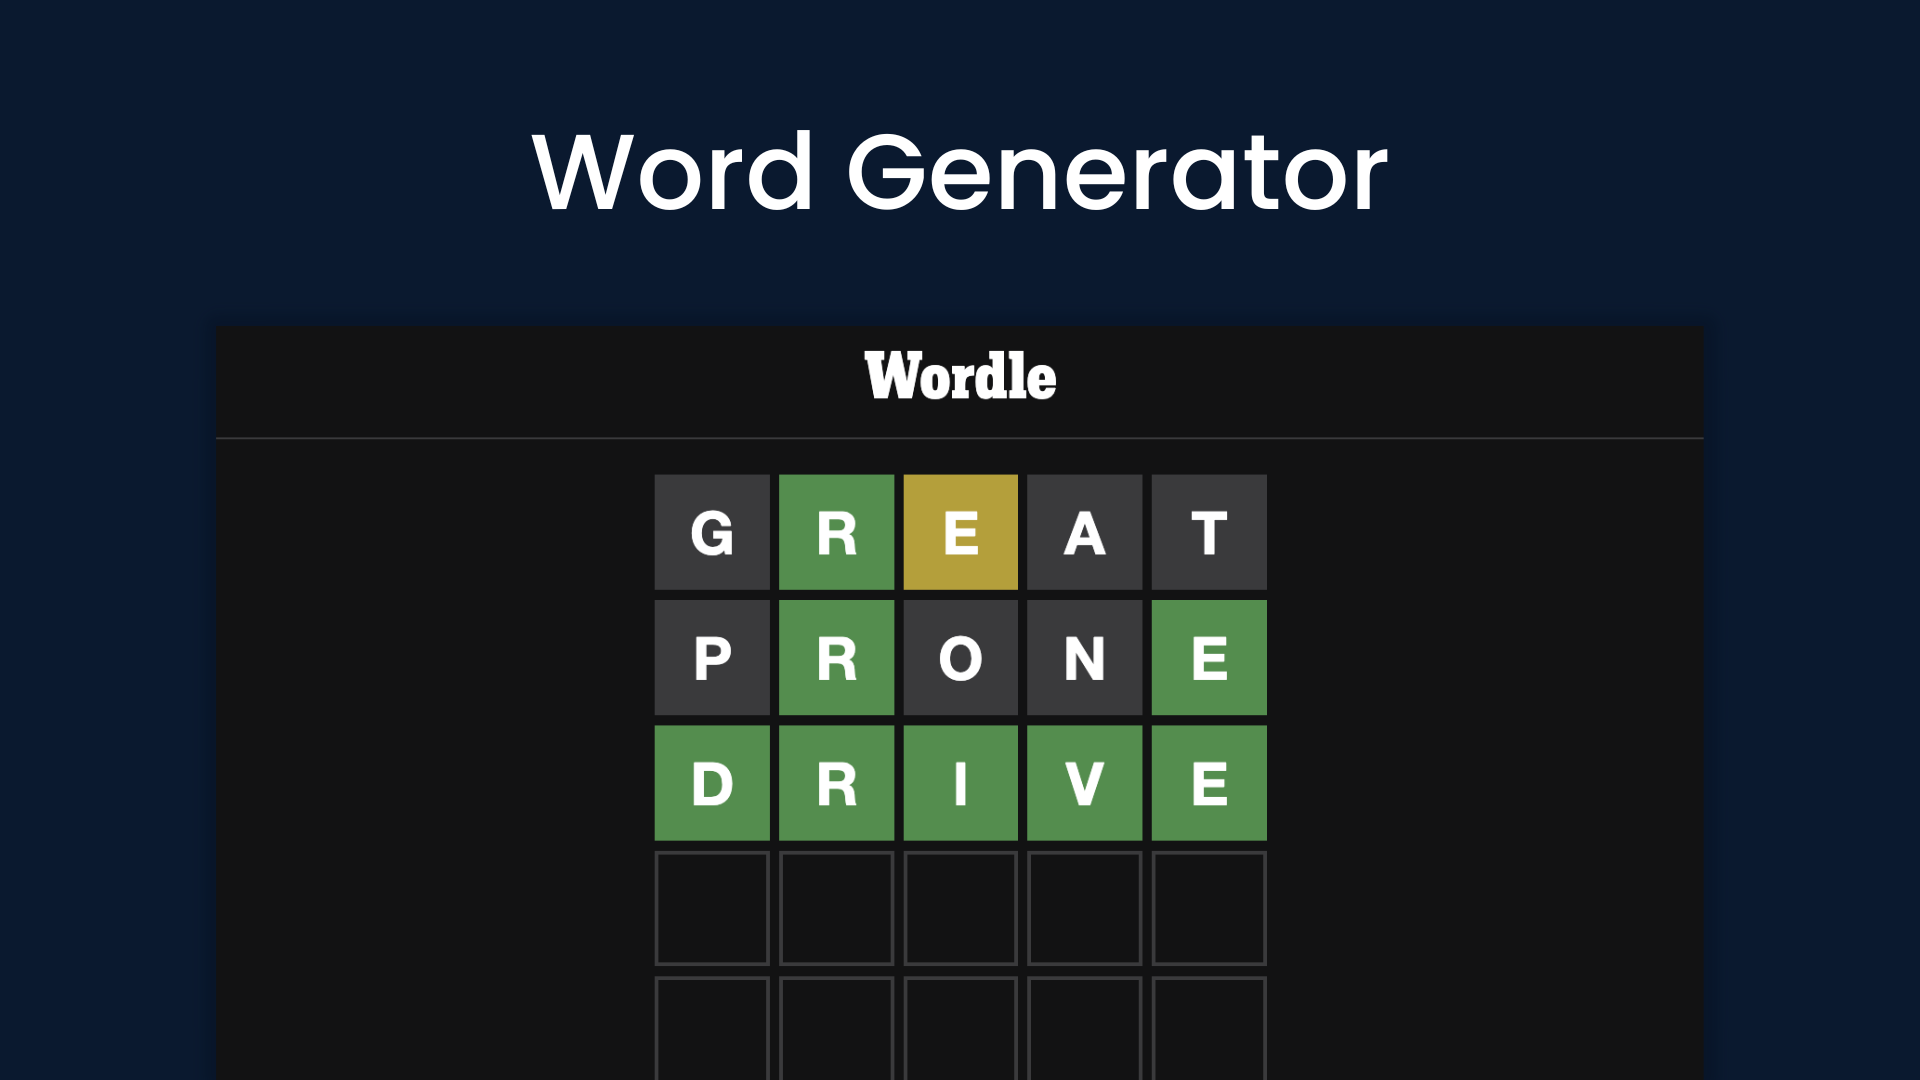 Word Generator
Wordle
G R E A T
P R O N E
D R I V E